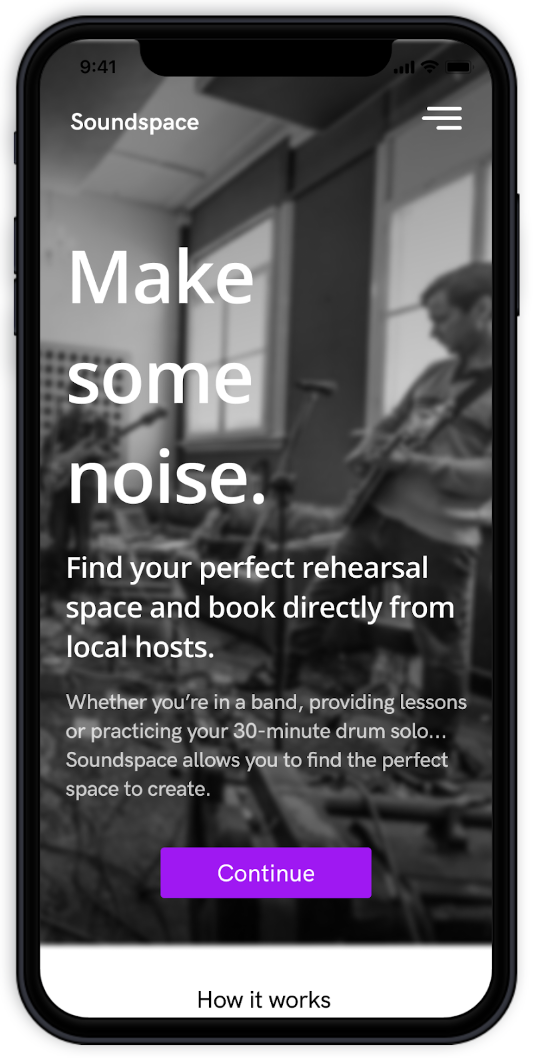 9:41
Soundspace
Make
some
noise.
Find your perfect rehearsal
space and book directly from
local hosts.
Whether you’re in a band, providing lessons
or practicing your 30-minute drum solo...
Soundspace allows you to find the perfect
space to create.
Continue
How it works